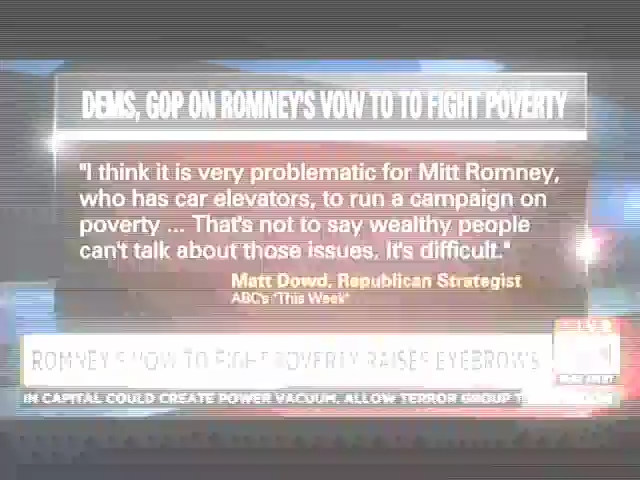 DEMS, GOP ON ROMNEY'S VOW TO TO FIGHT POVERTY
"I think it is very problematic for Mitt Romney,
who has car elevators, to run a campaign on
poverty ... That's not to say wealthy people
can't talk about those issues. It's difficult."
Matt Dowd, Republican Strategist
ABC's "This Week"
ROMNEY'S VOW TO FIGHT POVERTY RAISES EYEBROWS
IN CAPITAL COULD CREATE POWER VACUUM, ALLOW TERROR GROUP